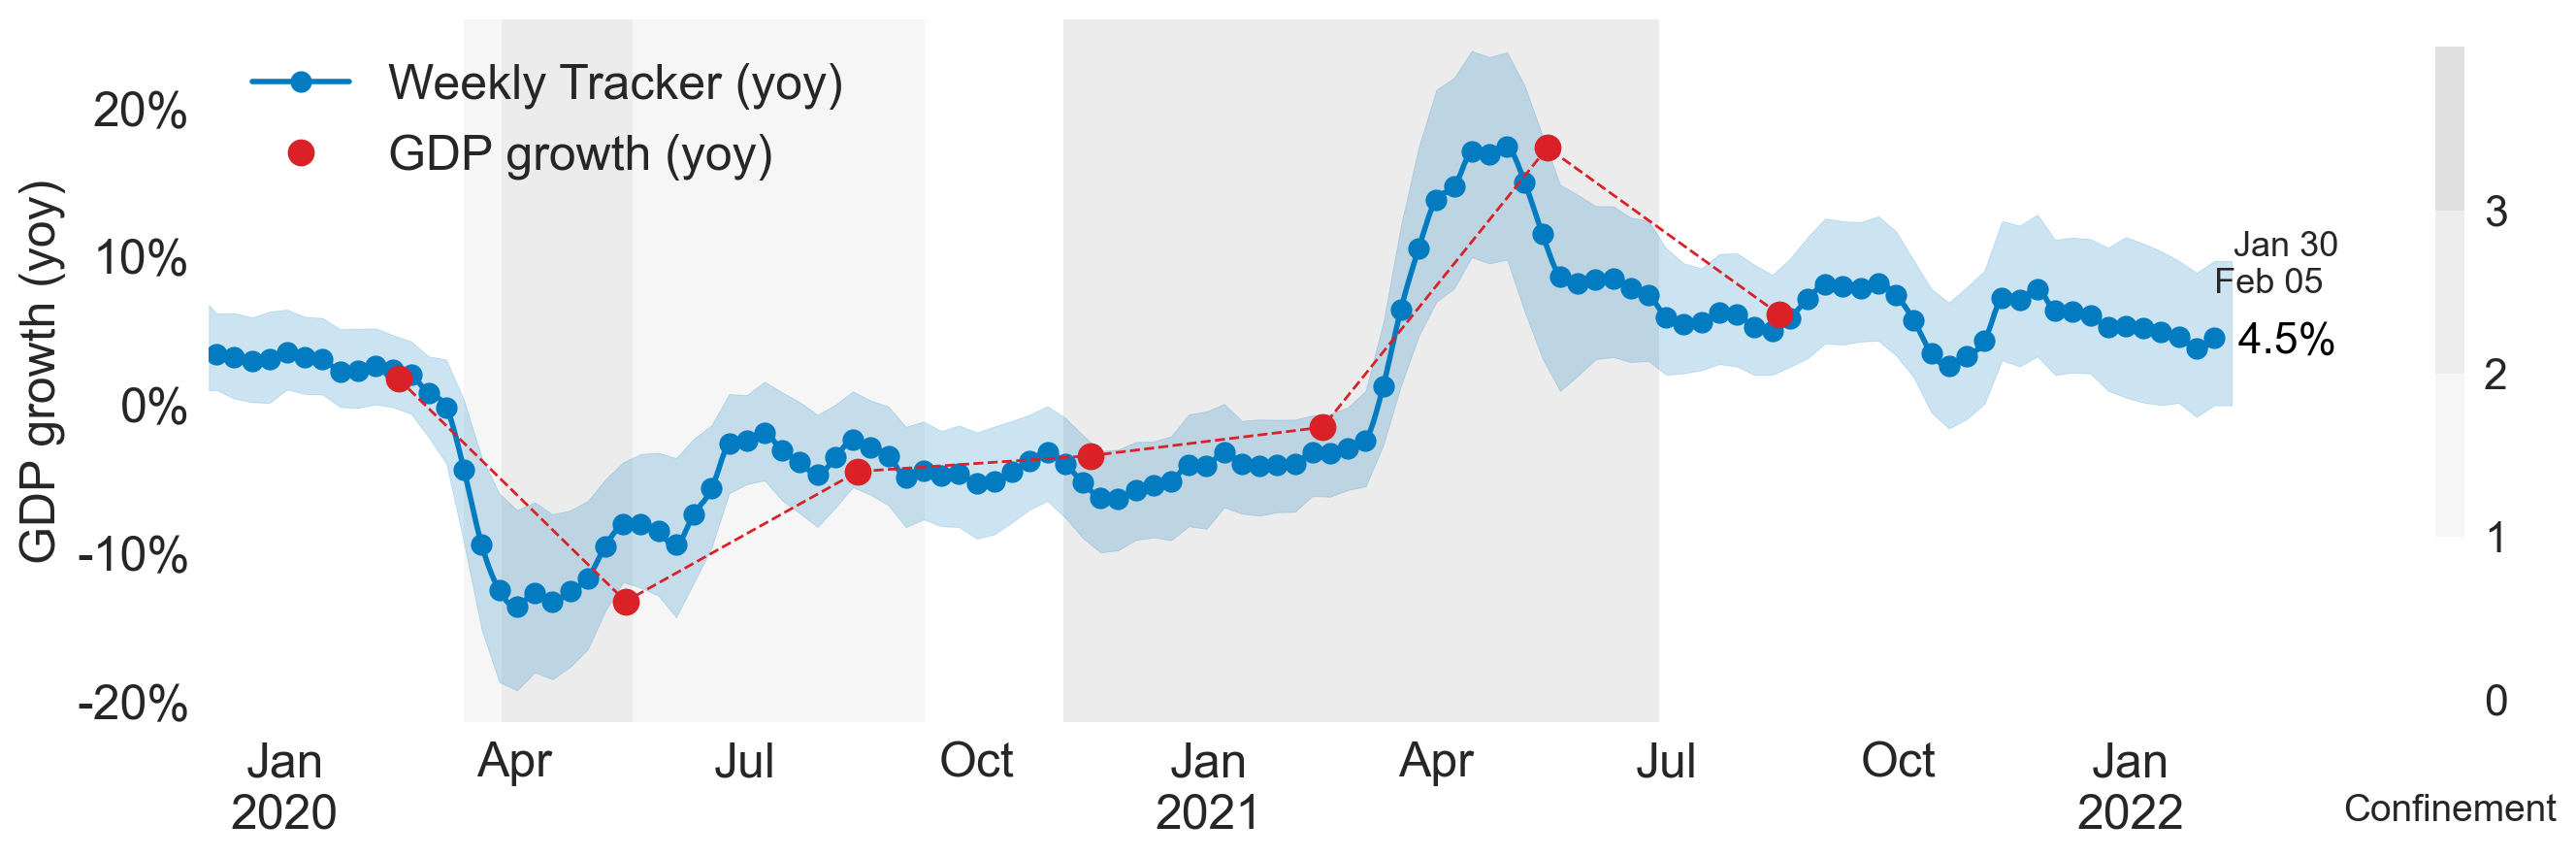 Weekly Tracker (yoy)
GDP growth (yoy)
GDP growth (yoy)
20%
10%
0%
-10%
-20%
Jan 30
Feb 05
4.5%
3
2
1
0
Jan Apr Jul Oct Jan Apr Jul Oct Jan
2020 2021 2022
Confinement